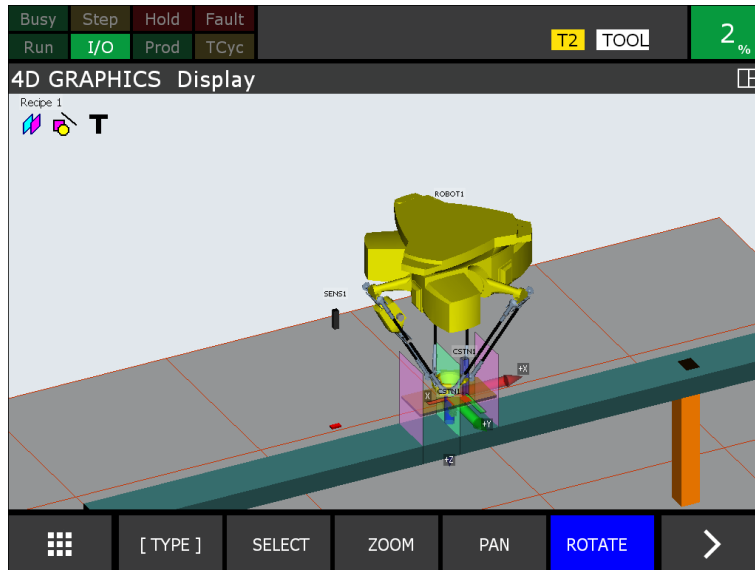 Busy Step Hold Fault
Run I/O Prod TCyc
T2 TOOL
2 %
4D GRAPHICS Display
Recipe 1
T
ROBOT1
SENS1
CSTN1
+X
X
CSTN1
+Y
+Z
[ TYPE ] SELECT ZOOM PAN ROTATE